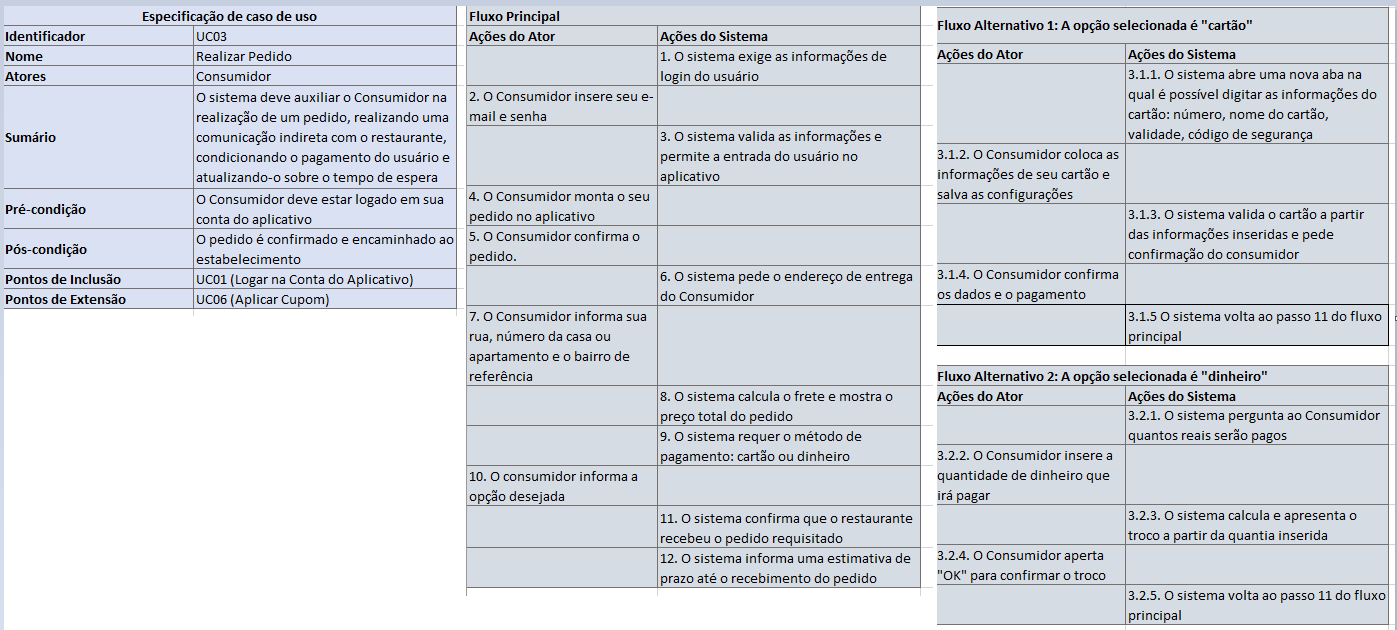 Especificação de caso de uso
Identificador UC03
Nome Realizar Pedido
Atores Consumidor
Sumário
O sistema deve auxiliar o Consumidor na
realização de um pedido, realizando uma
comunicação indireta com o restaurante,
condicionando o pagamento do usuário e
atualizando-o sobre o tempo de espera
Pré-condição
O Consumidor deve estar logado em sua
conta do aplicativo
Pós-condição
O pedido é confirmado e encaminhado ao
estabelecimento
Pontos de Inclusão UC01 (Logar na Conta do Aplicativo)
Pontos de Extensão UC06 (Aplicar Cupom)
Fluxo Principal
Ações do Ator Ações do Sistema
1. O sistema exige as informações de
login do usuário
2. O Consumidor insere seu e-
mail e senha
3. O sistema valida as informações e
permite a entrada do usuário no
aplicativo
4. O Consumidor monta o seu
pedido no aplicativo
5. O Consumidor confirma o
pedido.
6. O sistema pede o endereço de entrega
do Consumidor
7. O Consumidor informa sua
rua, número da casa ou
apartamento e o bairro de
referência
8. O sistema calcula o frete e mostra o
preço total do pedido
9. O sistema requer o método de
pagamento: cartão ou dinheiro
10. O consumidor informa a
opção desejada
11. O sistema confirma que o restaurante
recebeu o pedido requisitado
12. O sistema informa uma estimativa de
prazo até o recebimento do pedido
Fluxo Alternativo 1: A opção selecionada é "cartão"
Ações do Ator Ações do Sistema
3.1.1. O sistema abre uma nova aba na
qual é possível digitar as informações do
cartão: número, nome do cartão,
validade, código de segurança
3.1.2. O Consumidor coloca as
informações de seu cartão e
salva as configurações
3.1.3. O sistema valida o cartão a partir
das informações inseridas e pede
confirmação do consumidor
3.1.4. O Consumidor confirma
os dados e o pagamento
3.1.5 O sistema volta ao passo 11 do fluxo
principal
Fluxo Alternativo 2: A opção selecionada é "dinheiro"
Ações do Ator Ações do Sistema
3.2.1. O sistema pergunta ao Consumidor
quantos reais serão pagos
3.2.2. O Consumidor insere a
quantidade de dinheiro que
irá pagar
3.2.3. O sistema calcula e apresenta o
troco a partir da quantia inserida
3.2.4. O Consumidor aperta
"OK" para confirmar o troco
3.2.5. O sistema volta ao passo 11 do fluxo
principal